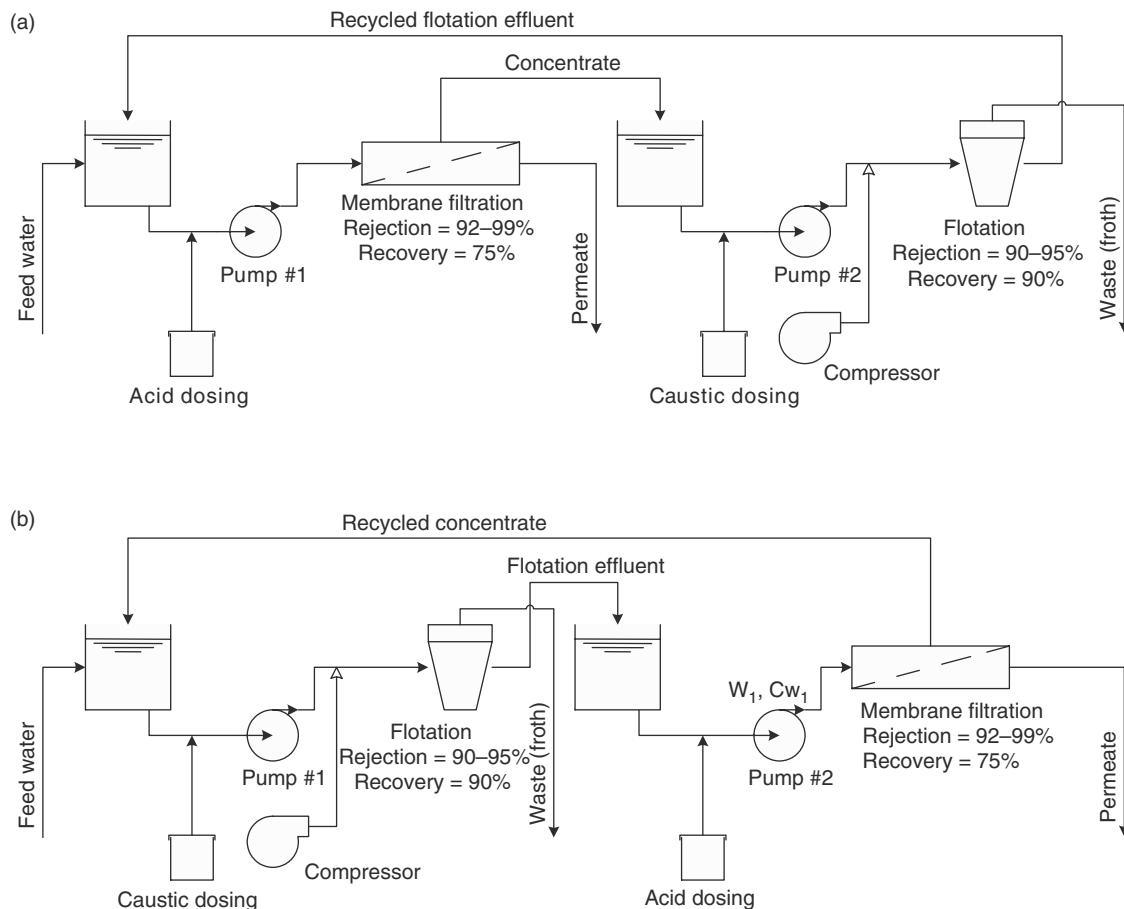 (a)
Recycled flotation effluent
Concentrate
Feed water
Acid dosing
Pump #1
Membrane filtration
Rejection = 92–99%
Recovery = 75%
Permeate
Caustic dosing
Pump #2
Compressor
Flotation
Rejection = 90–95%
Recovery = 90%
Waste (froth)
(b)
Recycled concentrate
Flotation effluent
Feed water
Caustic dosing
Pump #1
Compressor
Flotation
Rejection = 90–95%
Recovery = 90%
Waste (froth)
Acid dosing
W₁, Cw₁
Pump #2
Membrane filtration
Rejection = 92–99%
Recovery = 75%
Permeate